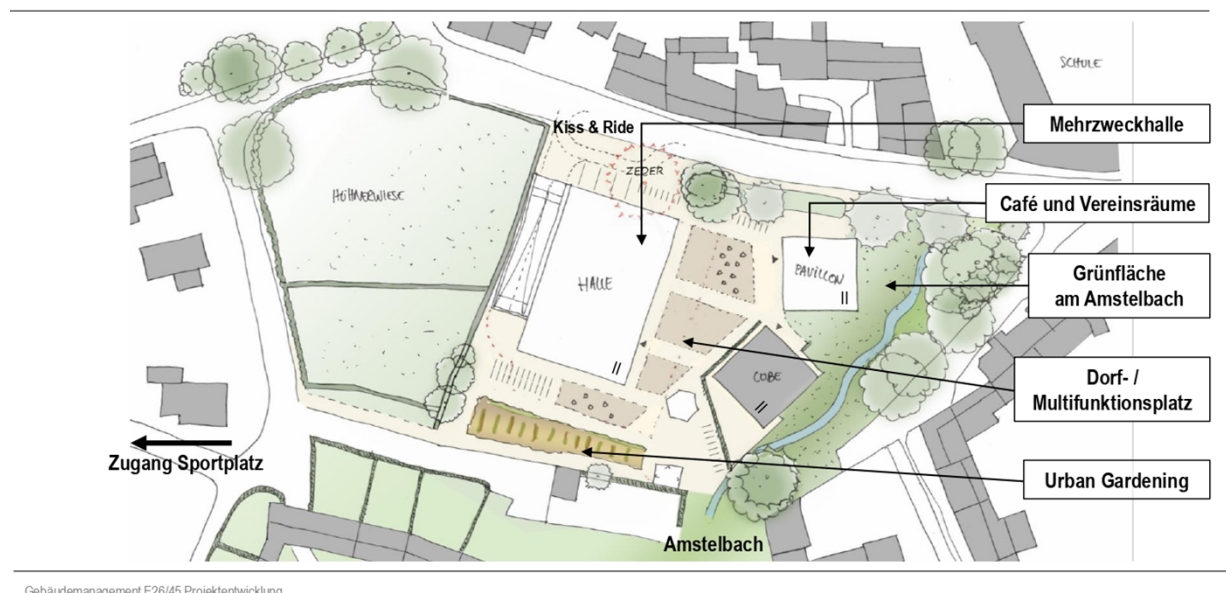 SCHULE
Mehrzweckhalle
Kiss & Ride
ZEDER
HÜHNERWIESE
Café und Vereinsräume
PAVILLON
II
HALLE
II
Grünfläche
am Amstelbach
CUBE
II
Dorf- /
Multifunktionsplatz
Zugang Sportplatz
Urban Gardening
Amstelbach
Gebäudemanagement E26/45 Projektentwicklung